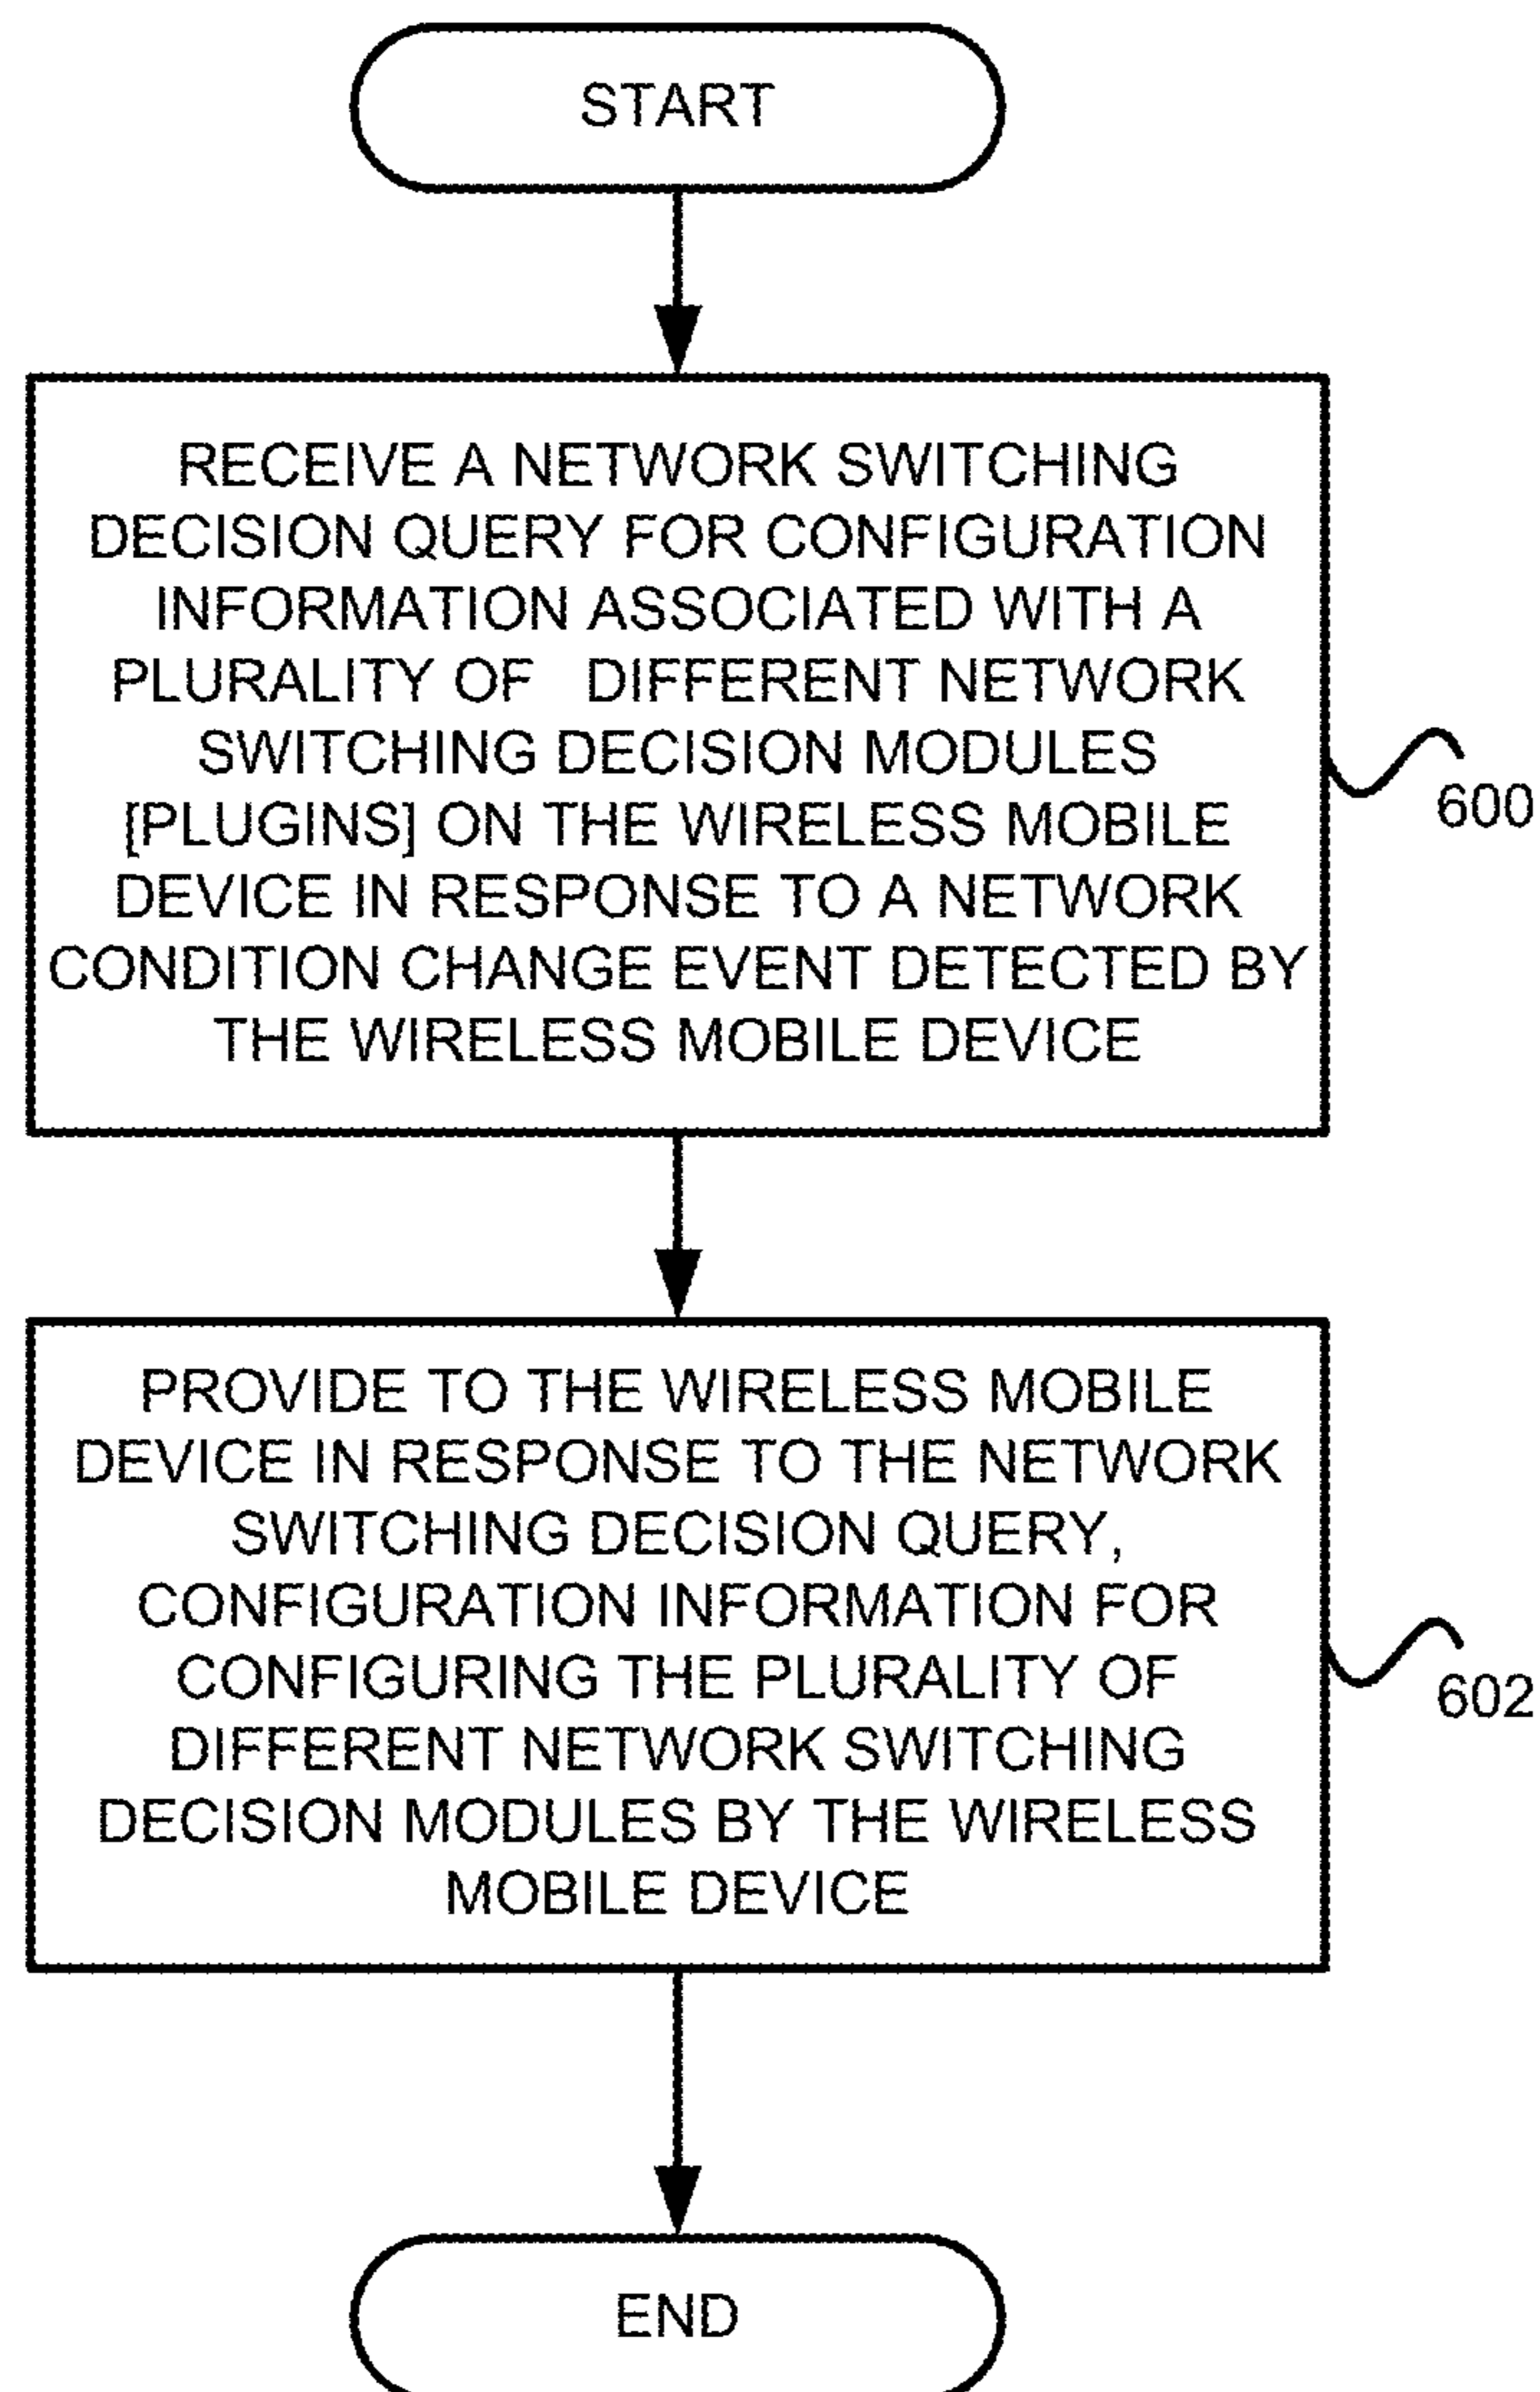 START
RECEIVE A NETWORK SWITCHING
DECISION QUERY FOR CONFIGURATION
INFORMATION ASSOCIATED WITH A
PLURALITY OF DIFFERENT NETWORK
SWITCHING DECISION MODULES
[PLUGINS] ON THE WIRELESS MOBILE
DEVICE IN RESPONSE TO A NETWORK
CONDITION CHANGE EVENT DETECTED BY
THE WIRELESS MOBILE DEVICE
600
PROVIDE TO THE WIRELESS MOBILE
DEVICE IN RESPONSE TO THE NETWORK
SWITCHING DECISION QUERY,
CONFIGURATION INFORMATION FOR
CONFIGURING THE PLURALITY OF
DIFFERENT NETWORK SWITCHING
DECISION MODULES BY THE WIRELESS
MOBILE DEVICE
602
END